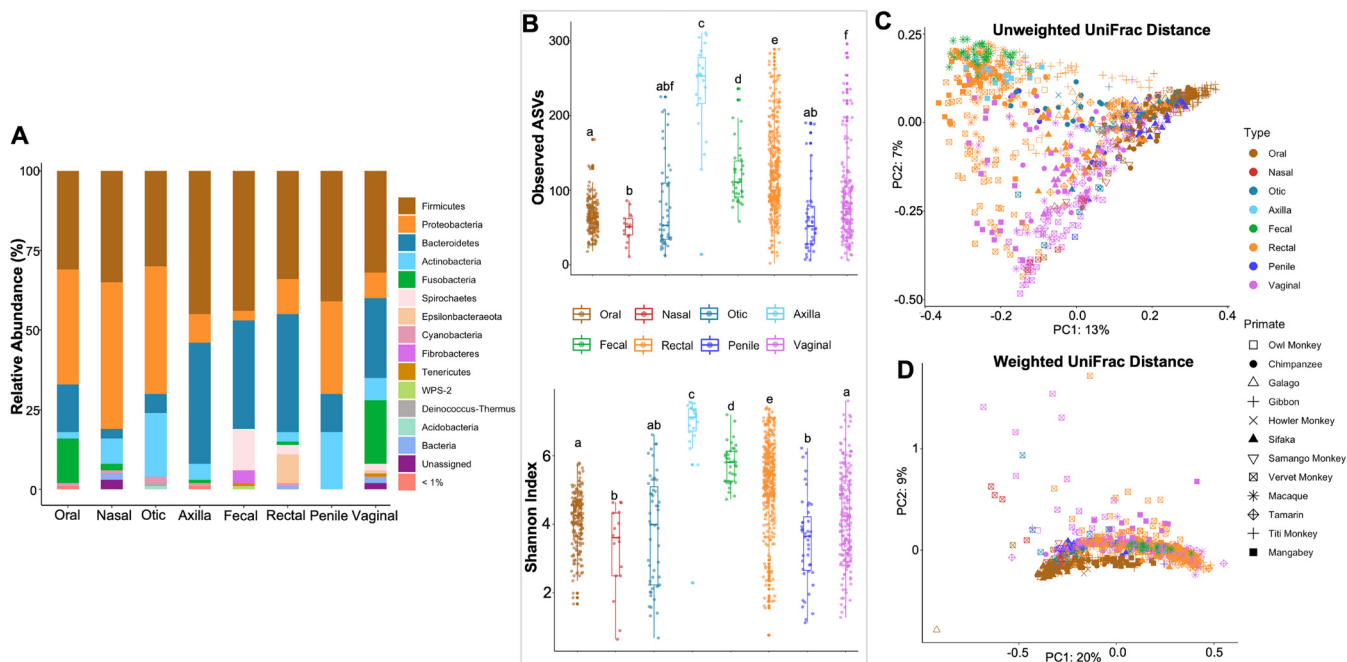 A
Relative Abundance (%)
100
75
50
25
0
Oral Nasal Otic Axilla Fecal Rectal Penile Vaginal
Firmicutes
Proteobacteria
Bacteroidetes
Actinobacteria
Fusobacteria
Spirochaetes
Epsilonbacteraeota
Cyanobacteria
Fibrobacteres
Tenericutes
WPS-2
Deinococcus-Thermus
Acidobacteria
Bacteria
Unassigned
< 1%
B
Observed ASVs
300
200
100
0
a b abf c d e ab f
Oral Nasal Otic Axilla
Fecal Rectal Penile Vaginal
Shannon Index
6
4
2
a b ab c d e b a
C
Unweighted UniFrac Distance
PC2: 7%
0.25
0.00
-0.25
-0.50
-0.4 -0.2 0.0 0.2 0.4
PC1: 13%
D
Weighted UniFrac Distance
PC2: 9%
1
0
-0.5 0.0 0.5
PC1: 20%
Type
Oral
Nasal
Otic
Axilla
Fecal
Rectal
Penile
Vaginal
Primate
Owl Monkey
Chimpanzee
Galago
Gibbon
Howler Monkey
Sifaka
Samango Monkey
Vervet Monkey
Macaque
Tamarin
Titi Monkey
Mangabey